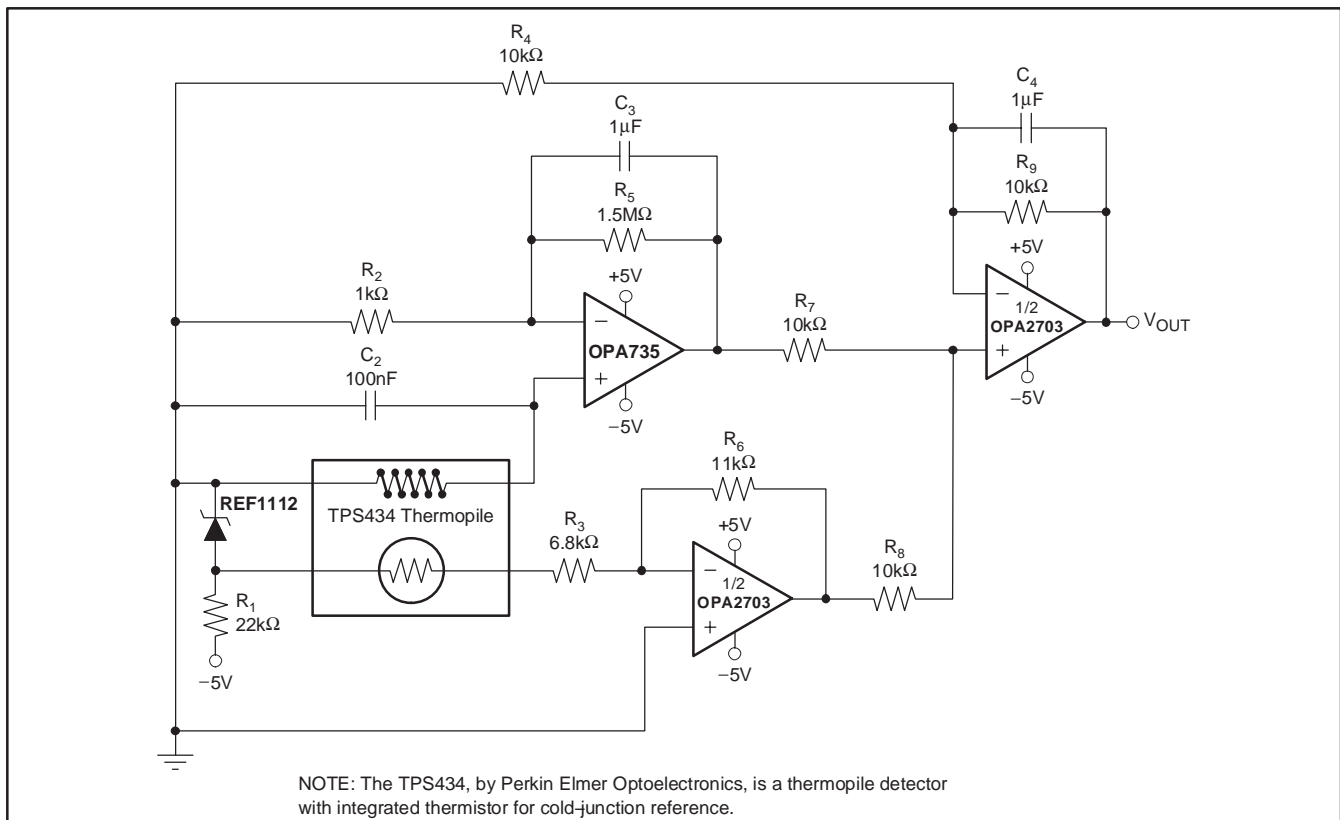 R4
10kΩ
C4
1μF
C3
1μF
R9
10kΩ
R5
1.5MΩ
+5V
R2
1kΩ
+5V
−
1/2
OPA2703
+
VOUT
−
OPA735
+
R7
10kΩ
C2
100nF
−5V
−5V
REF1112
TPS434 Thermopile
R6
11kΩ
R3
6.8kΩ
+5V
−
1/2
OPA2703
+
R8
10kΩ
R1
22kΩ
−5V
−5V
NOTE: The TPS434, by Perkin Elmer Optoelectronics, is a thermopile detector
with integrated thermistor for cold-junction reference.